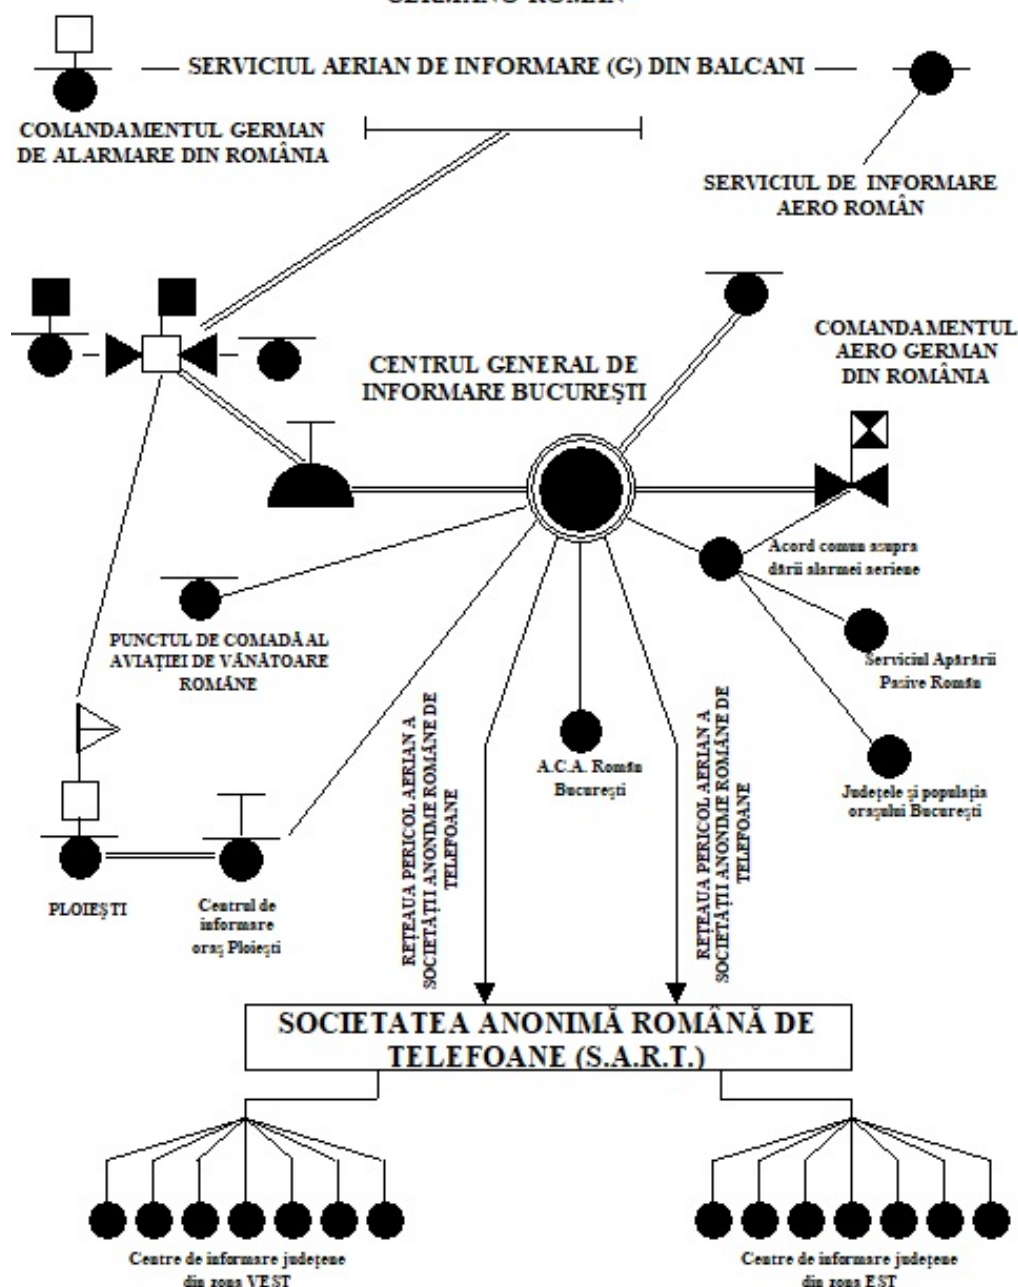 GERMANO-ROMÂN
SERVICIUL AERIAN DE INFORMARE (G) DIN BALCANI
COMANDAMENTUL GERMAN
DE ALARMARE DIN ROMÂNIA
SERVICIUL DE INFORMARE
AERO ROMÂN
COMANDAMENTUL
AERO GERMAN
DIN ROMÂNIA
CENTRUL GENERAL DE
INFORMARE BUCUREȘTI
Acord comun asupra
dării alarmei aeriene
PUNCTUL DE COMADĂ AL
AVIAȚIEI DE VÂNĂTOARE
ROMÂNE
Serviciul Apărării
Pasive Român
A.C.A. Român
București
Județele și populația
orașului București
REȚEAUA PERICOL AERIAN A
SOCIETĂȚII ANONIME ROMÂNE DE
TELEFOANE
REȚEAUA PERICOL AERIAN A
SOCIETĂȚII ANONIME ROMÂNE DE
TELEFOANE
PLOIEȘTI
Centrul de
informare
oraș Ploiești
SOCIETATEA ANONIMĂ ROMÂNĂ DE
TELEFOANE (S.A.R.T.)
Centre de informare județene
din zona VEST
Centre de informare județene
din zona EST